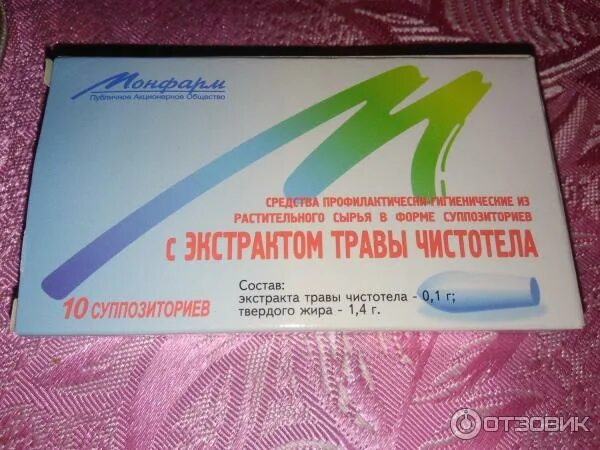 Монфарм
Публичное Акционерное Общество
СРЕДСТВА ПРОФИЛАКТИЧЕСКИ-ГИГИЕНИЧЕСКИЕ ИЗ
РАСТИТЕЛЬНОГО СЫРЬЯ В ФОРМЕ СУППОЗИТОРИЕВ
С ЭКСТРАКТОМ ТРАВЫ ЧИСТОТЕЛА
Состав:
экстракта травы чистотела - 0,1 г;
твердого жира - 1,4 г.
10 СУППОЗИТОРИЕВ
ОТЗОВИК